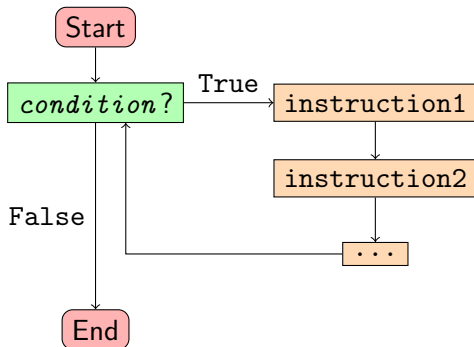 Start
condition?
True
instruction1
instruction2
False
...
End